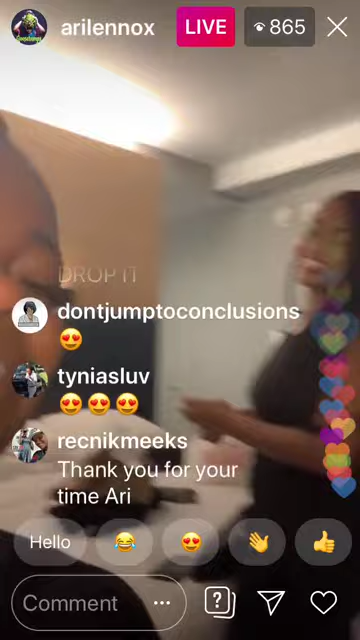 arilennox
LIVE
865
DROP IT
dontjumptoconclusions
😍
tyniasluv
😍😍😍
recnikmeeks
Thank you for your
time Ari
Hello
😂
😍
👋
👍
Comment